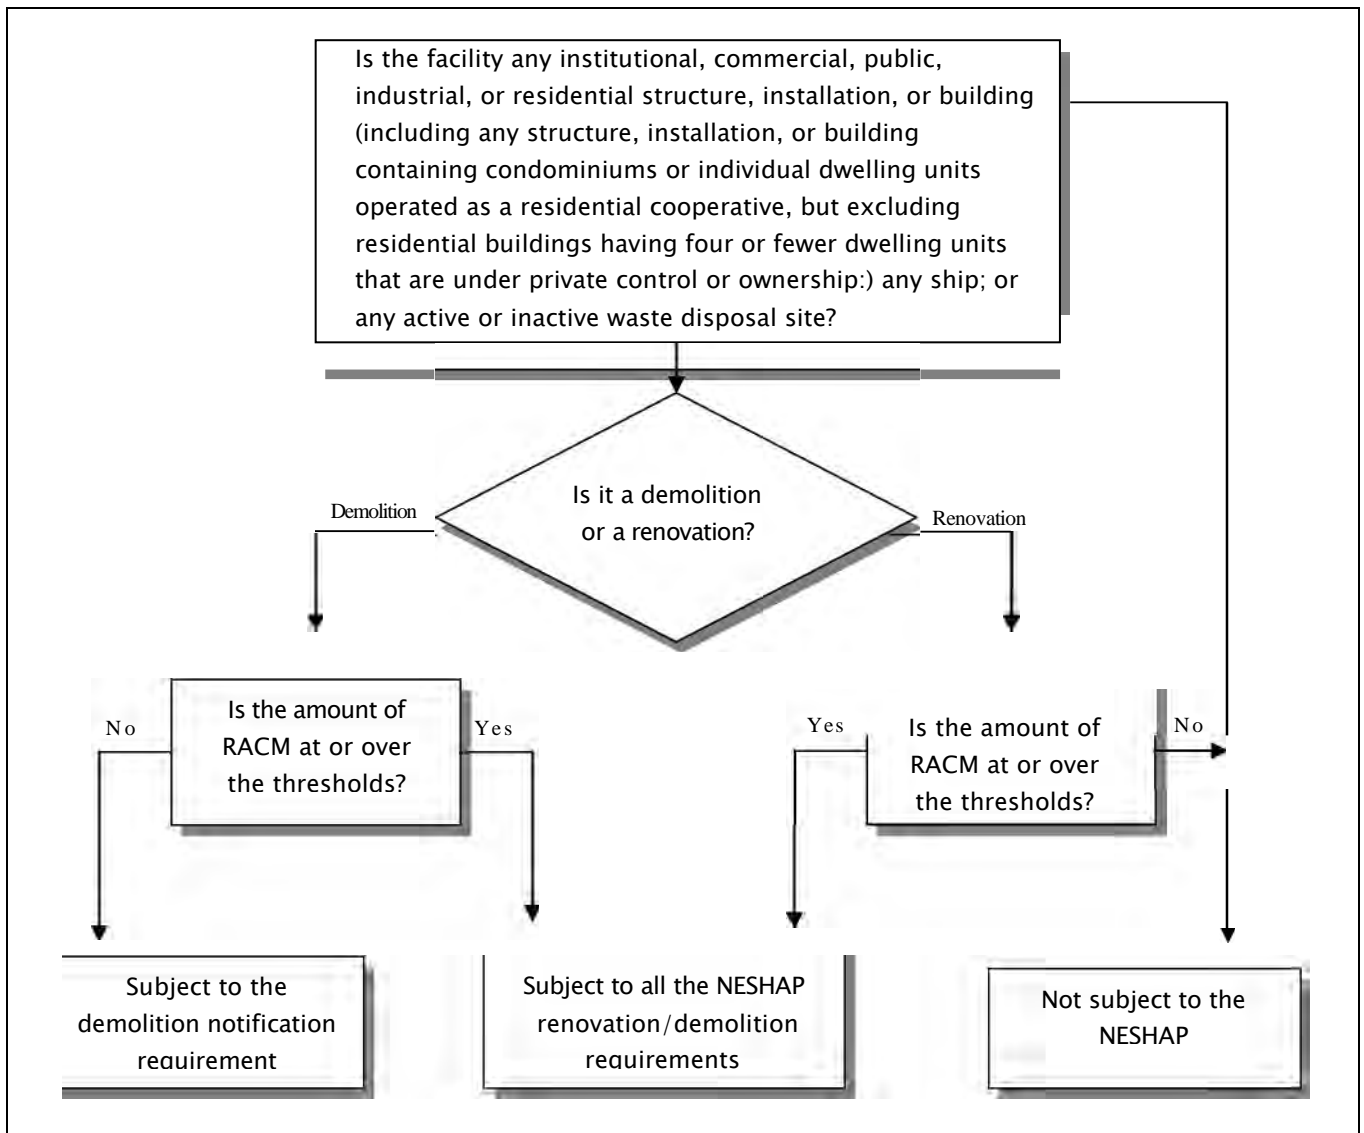 Is the facility any institutional, commercial, public,
industrial, or residential structure, installation, or building
(including any structure, installation, or building
containing condominiums or individual dwelling units
operated as a residential cooperative, but excluding
residential buildings having four or fewer dwelling units
that are under private control or ownership:) any ship; or
any active or inactive waste disposal site?
Is it a demolition
or a renovation?
Demolition
Renovation
No
Is the amount of
RACM at or over
the thresholds?
Yes
Yes
Is the amount of
RACM at or over
the thresholds?
No
Subject to the
demolition notification
requirement
Subject to all the NESHAP
renovation/demolition
requirements
Not subject to the
NESHAP